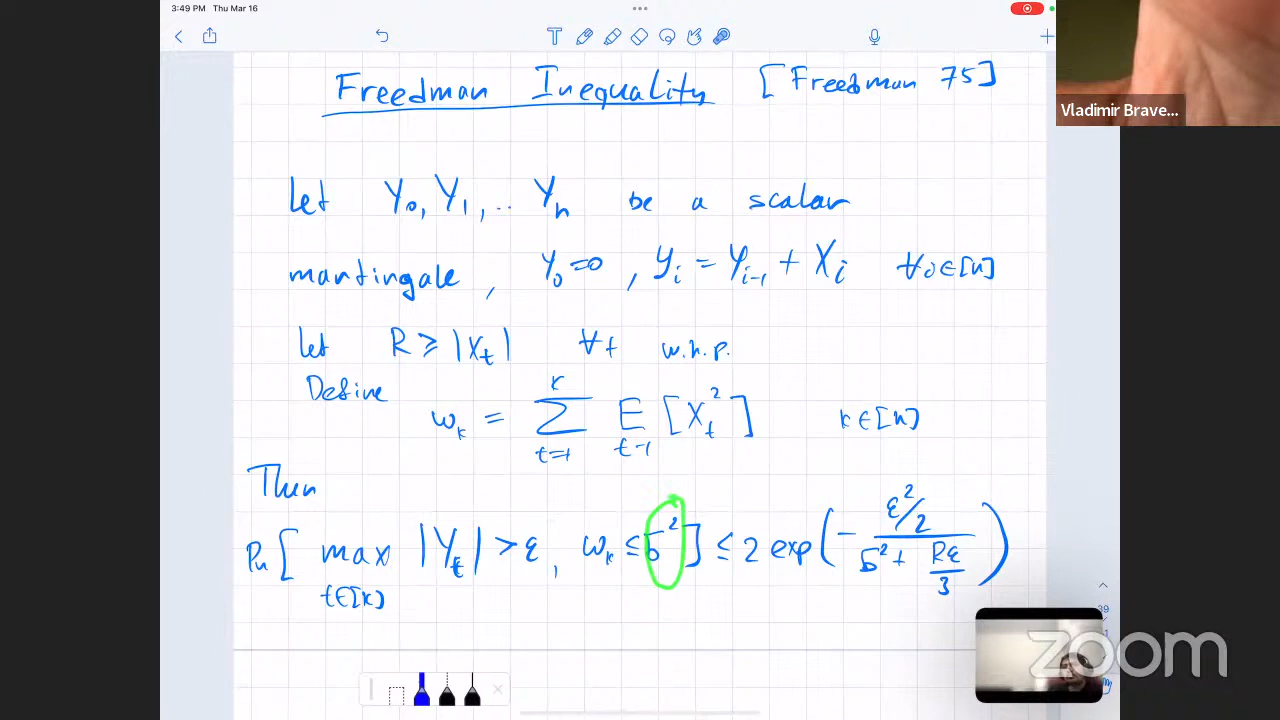 3:49 PM Thu Mar 16
Freedman Inequality [Freedman 75]
Vladimir Brave...
Let Y₀, Y₁, .. Yₙ be a scalar
martingale, Y₀=0, yᵢ = Yᵢ₋₁ + Xᵢ ∀i∈[n]
let R ≥ |Xₜ| ∀t w.h.p.
Define
wₖ = ∑ₜ₌₁ᵏ Eₜ₋₁ [Xₜ²] k∈[n]
Then
Pr [ max_{t∈[k]} |Yₜ| > ε, wₖ ≤ σ² ] ≤ 2 exp( - (ε²/2) / (σ² + Rε/3) )
39
zoom